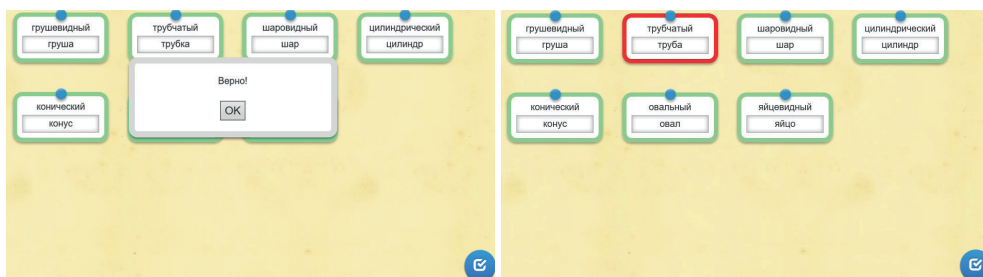 грушевидный
груша
трубчатый
трубка
шаровидный
шар
цилиндрический
цилиндр
Верно!
OK
конический
конус
грушевидный
груша
трубчатый
труба
шаровидный
шар
цилиндрический
цилиндр
конический
конус
овальный
овал
яйцевидный
яйцо